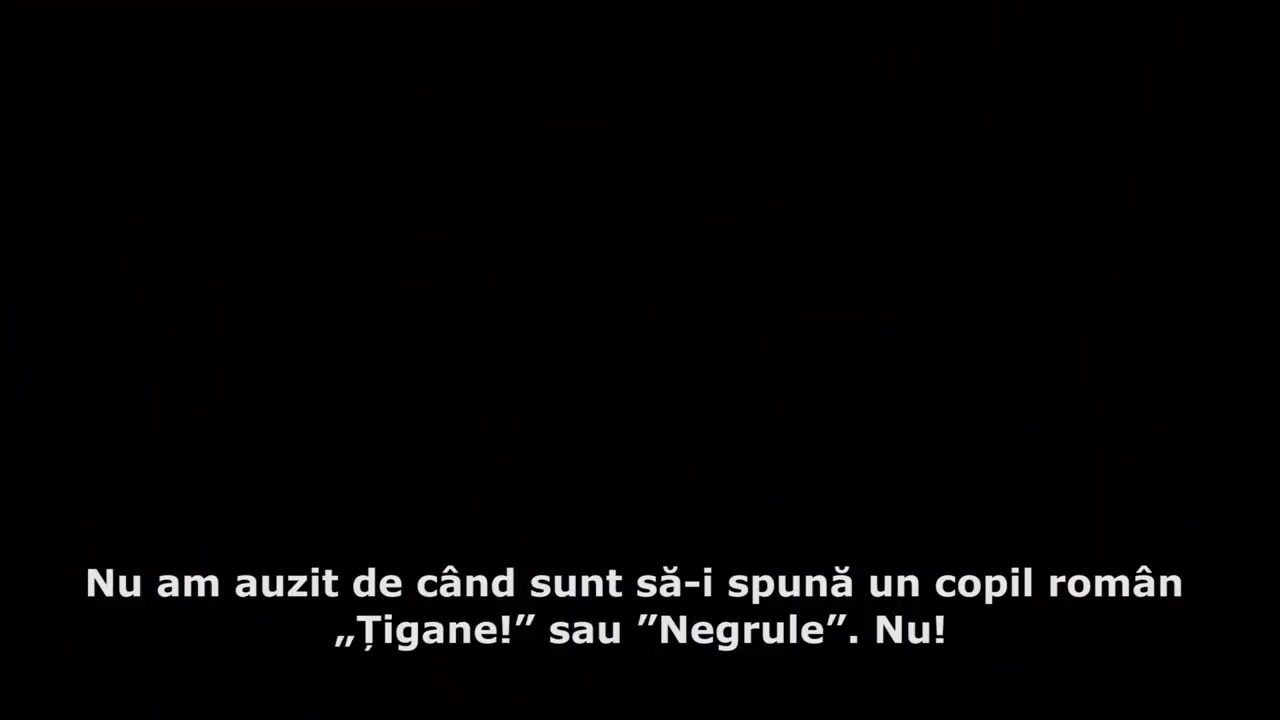 Nu am auzit de când sunt să-i spună un copil român
„Țigane!” sau ”Negrule”. Nu!